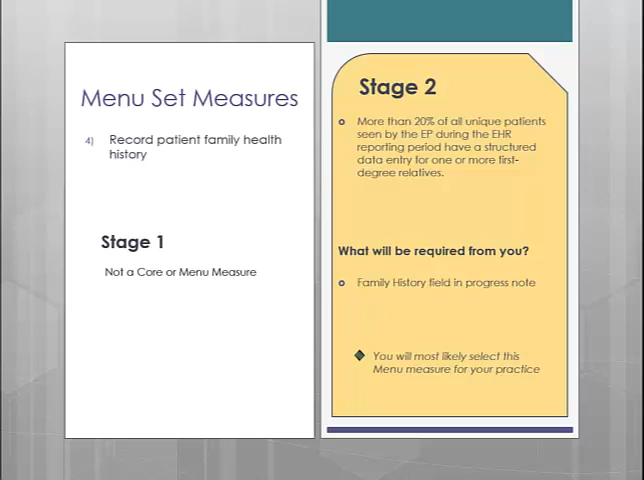 Menu Set Measures
4) Record patient family health
history
Stage 1
Not a Core or Menu Measure
Stage 2
More than 20% of all unique patients
seen by the EP during the EHR
reporting period have a structured
data entry for one or more first-
degree relatives.
What will be required from you?
Family History field in progress note
You will most likely select this
Menu measure for your practice